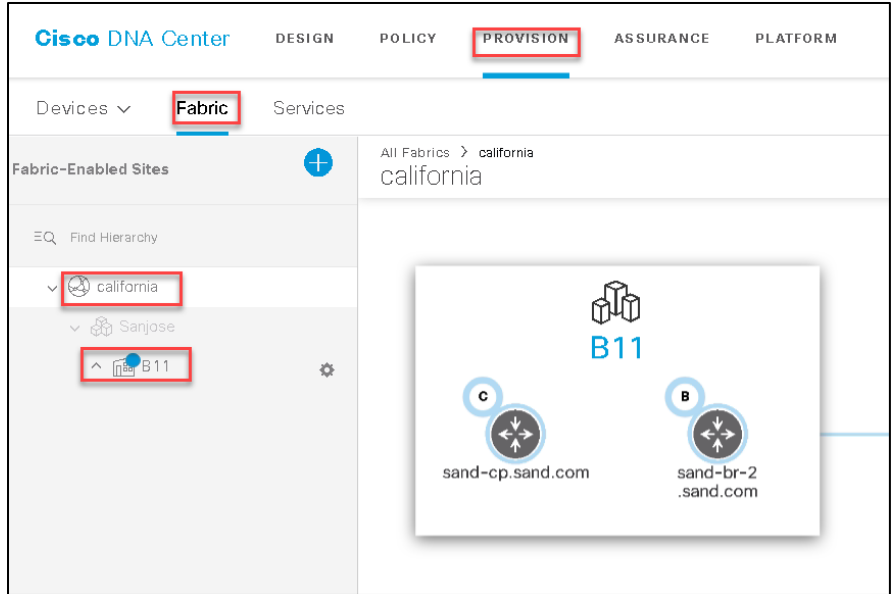 Cisco DNA Center DESIGN POLICY PROVISION ASSURANCE PLATFORM
Devices Fabric Services
Fabric-Enabled Sites
All Fabrics > california
california
Find Hierarchy
california
Sanjose
B11
B11
C
B
sand-cp.sand.com
sand-br-2
.sand.com